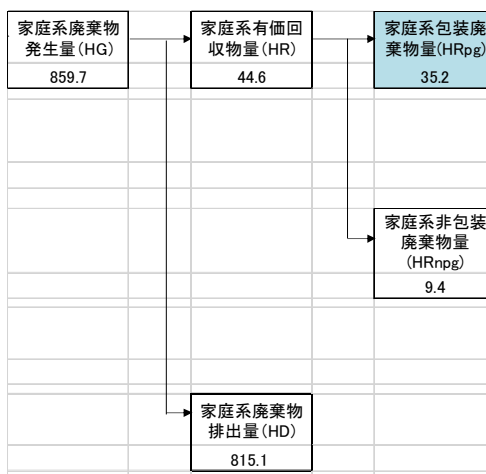 家庭系廃棄物
発生量(HG)
859.7
家庭系有価回
収物量(HR)
44.6
家庭系包装廃
棄物量(HRpg)
35.2
家庭系非包装
廃棄物量
(HRnpg)
9.4
家庭系廃棄物
排出量(HD)
815.1